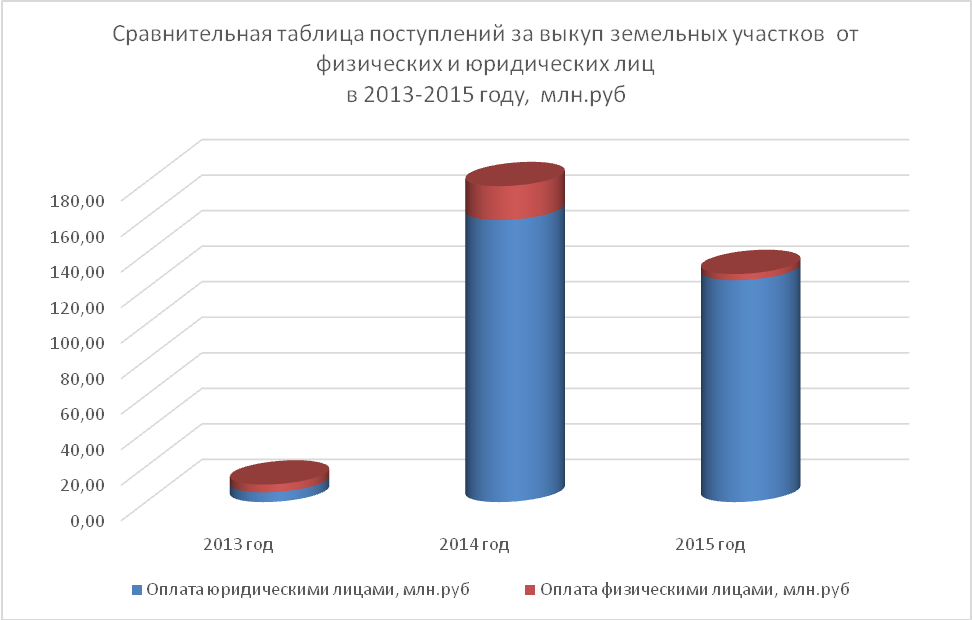 Сравнительная таблица поступлений за выкуп земельных участков  от
физических и юридических лиц
в 2013-2015 году,  млн.руб
180,00
160,00
140,00
120,00
100,00
80,00
60,00
40,00
20,00
0,00
2013 год
2014 год
2015 год
Оплата юридическими лицами, млн.руб
Оплата физическими лицами, млн.руб